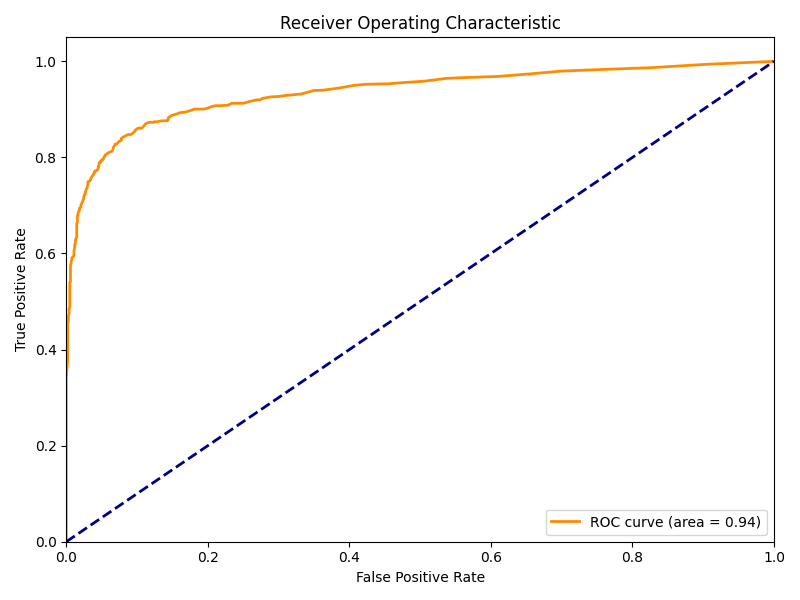 Receiver Operating Characteristic
True Positive Rate
1.0
0.8
0.6
0.4
0.2
0.0
ROC curve (area = 0.94)
0.0 0.2 0.4 0.6 0.8 1.0
False Positive Rate